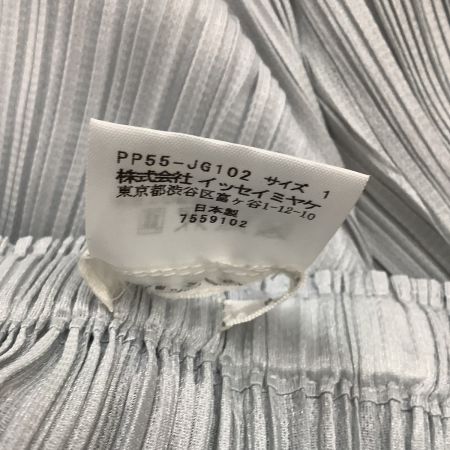 PP55-JG102 サイズ 1
株式会社 イッセイミヤケ
東京都渋谷区富ヶ谷1-12-10
日本製
7559102